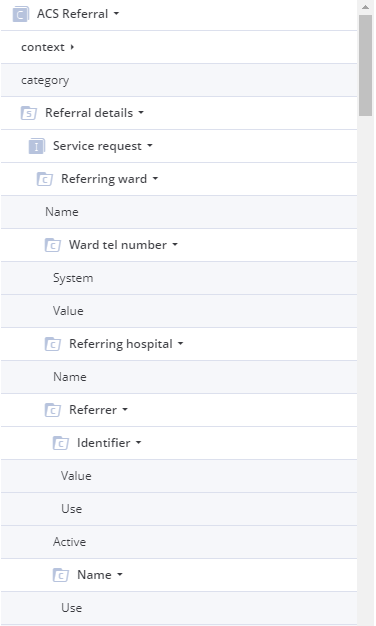 ACS Referral
context
category
Referral details
Service request
Referring ward
Name
Ward tel number
System
Value
Referring hospital
Name
Referrer
Identifier
Value
Use
Active
Name
Use